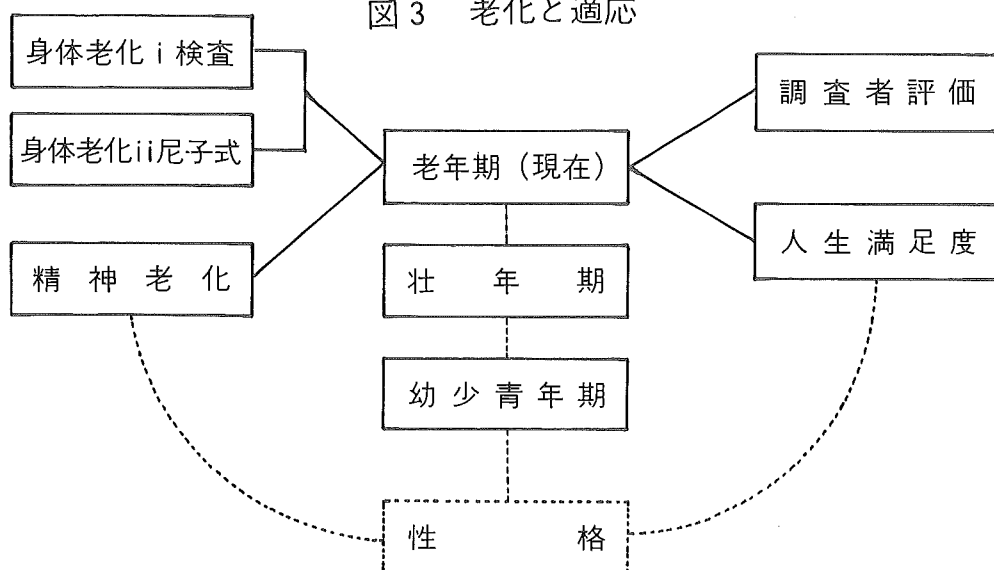 図3 老化と適応
身体老化i検査
身体老化ii尼子式
精神老化
老年期（現在）
壮年期
幼少青年期
性格
調査者評価
人生満足度